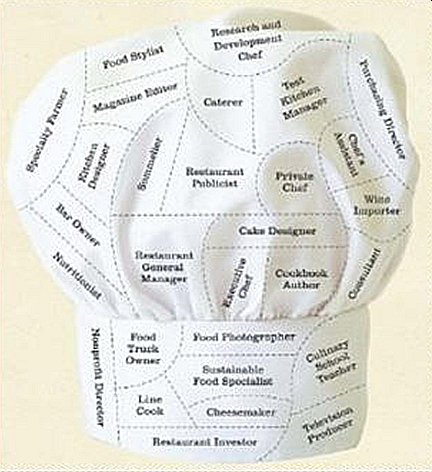 Research and
Development
Chef
Food Stylist
Magazine Editor
Caterer
Test
Kitchen
Manager
Purchasing Director
Specialty Farmer
Kitchen
Designer
Sommelier
Restaurant
Publicist
Private
Chef
Chef's
Assistant
Wine
Importer
Bar Owner
Cake Designer
Nutritionist
Restaurant
General
Manager
Executive
Chef
Cookbook
Author
Consultant
Nonprofit Director
Food
Truck
Owner
Food Photographer
Culinary
School
Teacher
Sustainable
Food Specialist
Line
Cook
Cheesemaker
Television
Producer
Restaurant Investor